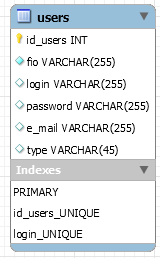 users
id_users INT
fio VARCHAR(255)
login VARCHAR(255)
password VARCHAR(255)
e_mail VARCHAR(255)
type VARCHAR(45)
Indexes
PRIMARY
id_users_UNIQUE
login_UNIQUE